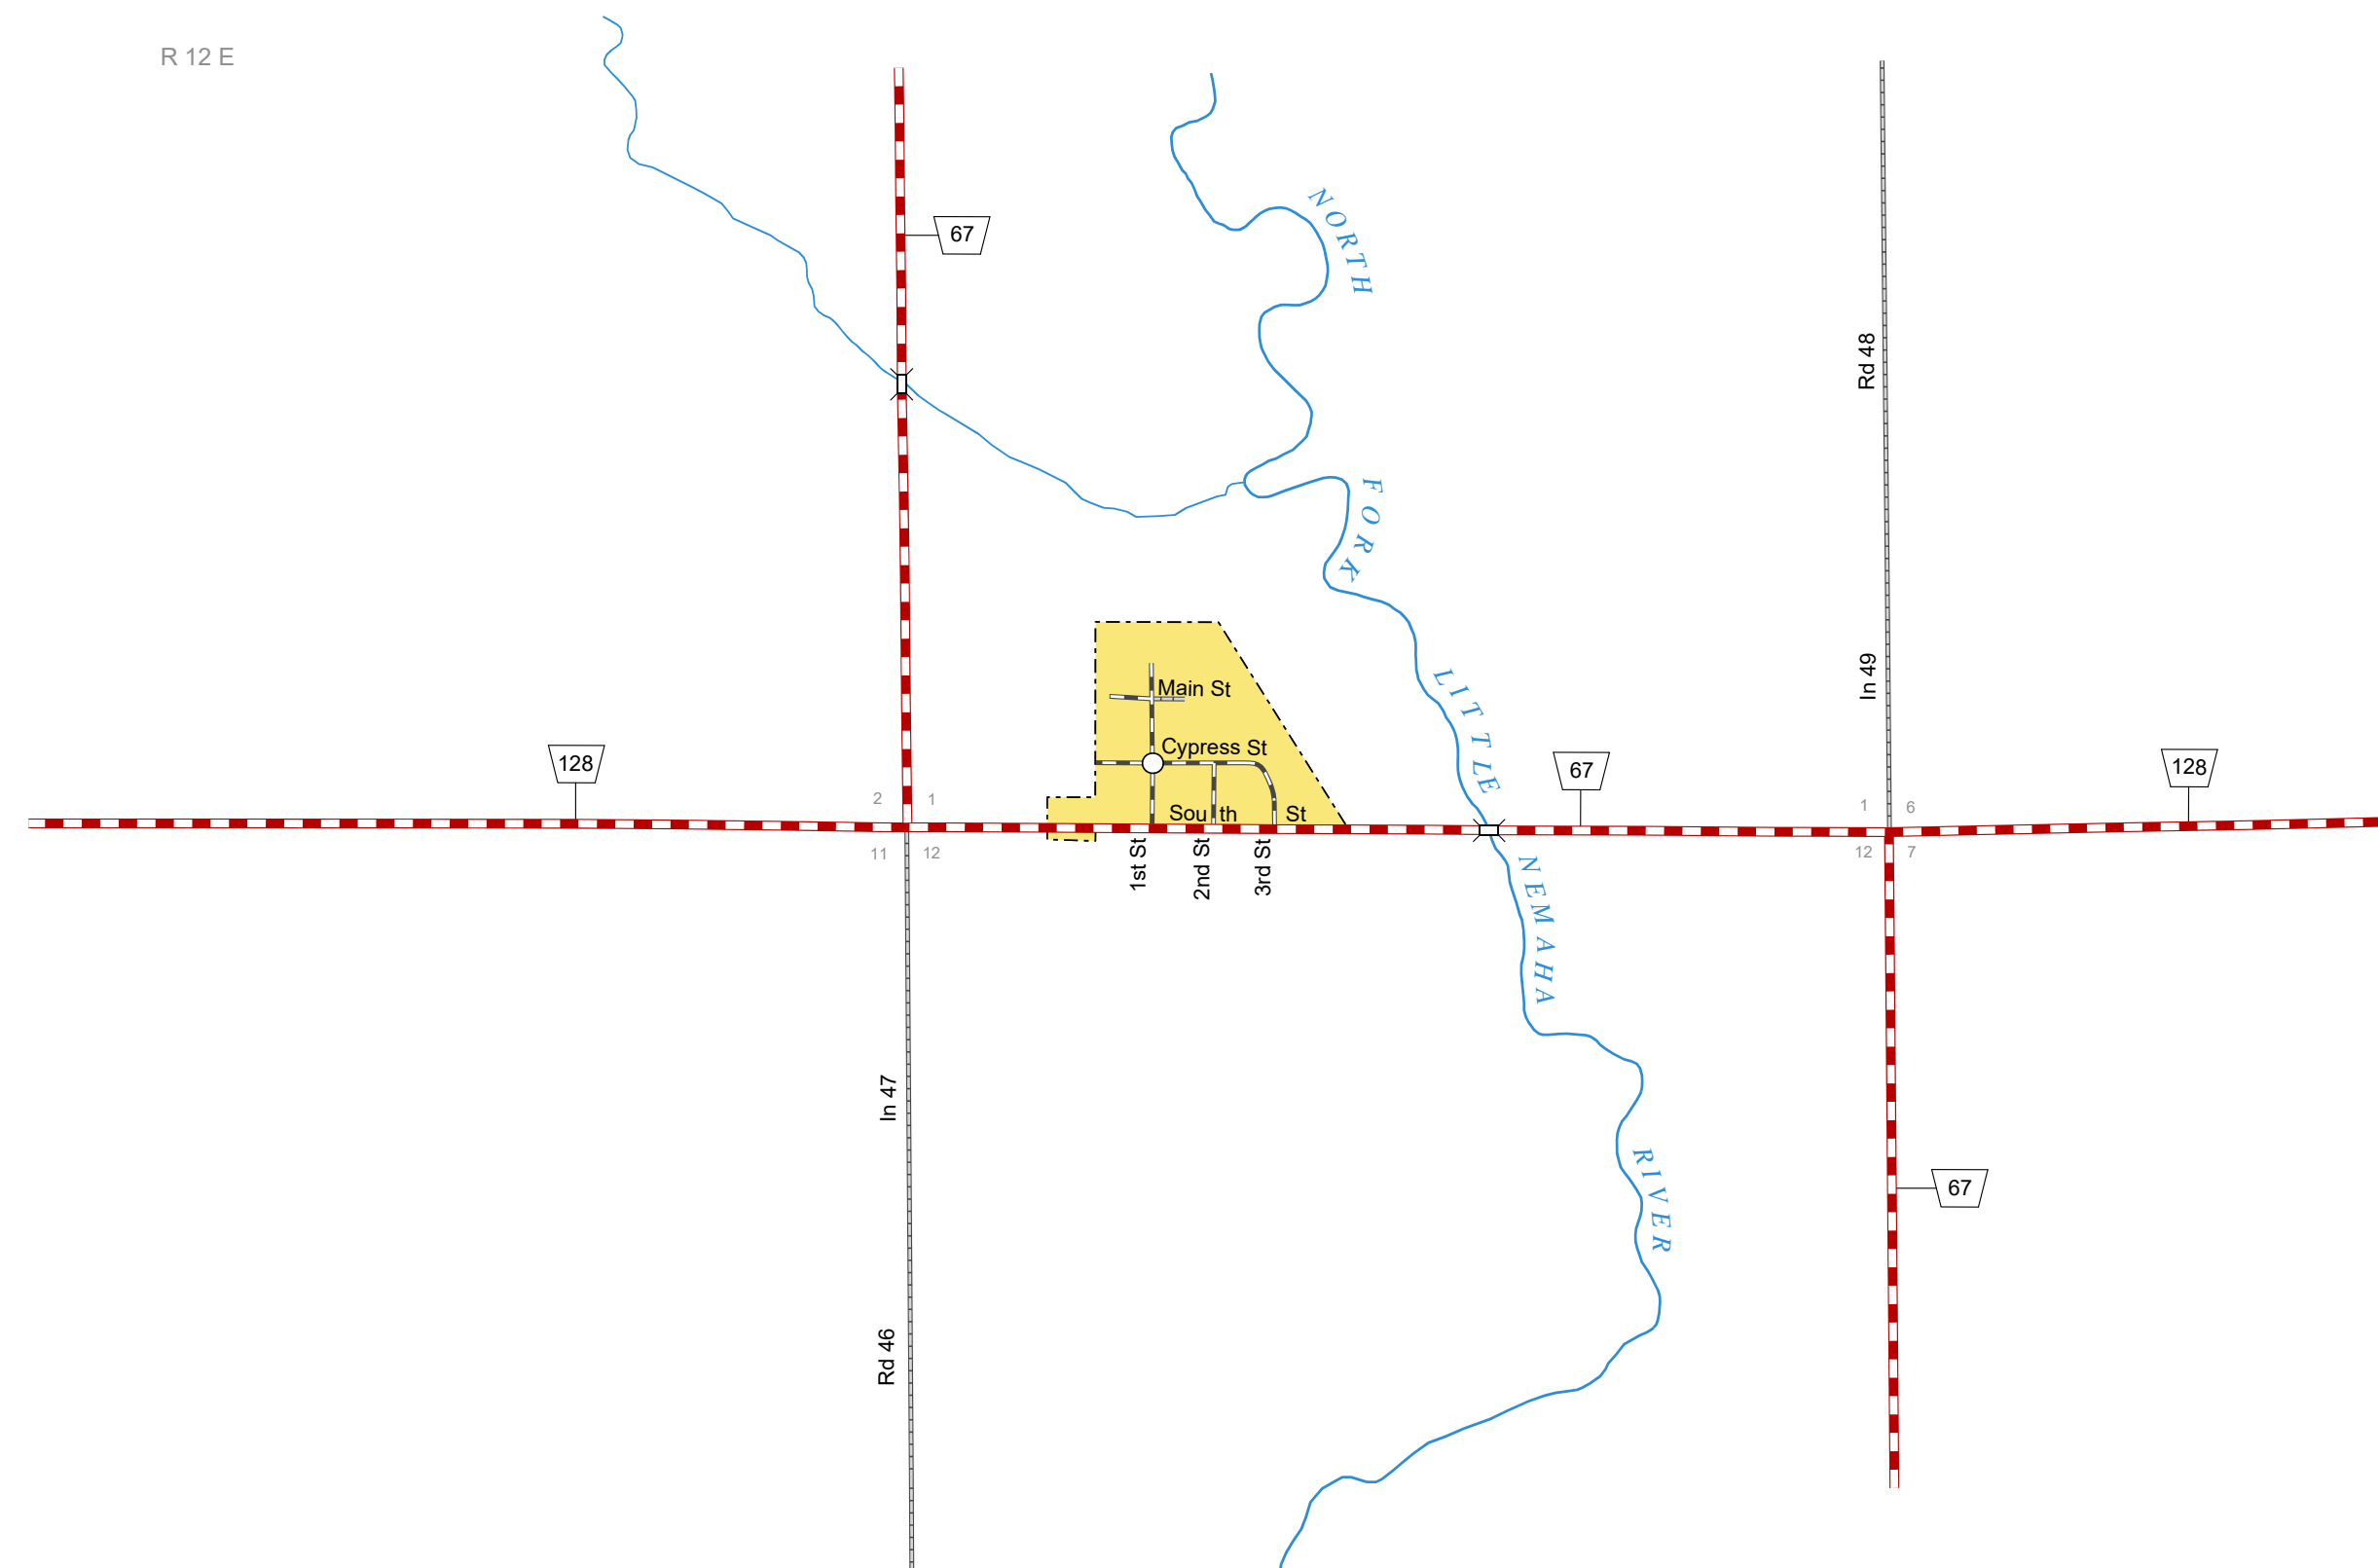 R 12 E
67
NORTH
Rd 48
FORK
In 49
LITTLE
Main St
Cypress St
128
67
128
2
1
1
6
South St
11
12
12
7
1st St
2nd St
3rd St
NEMAHA
In 47
RIVER
67
Rd 46